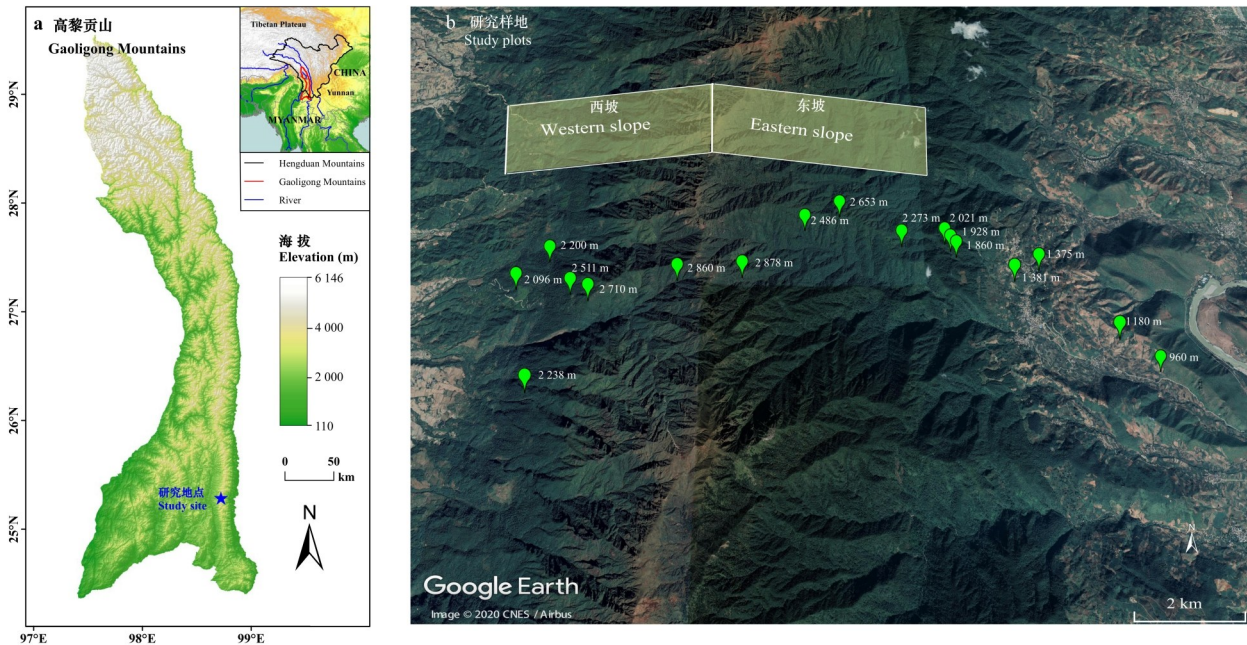 a 高黎贡山
Gaoligong Mountains
Tibetan Plateau
CHINA
Yunnan
MYANMAR
Hengduan Mountains
Gaoligong Mountains
River
海 拔
Elevation (m)
6 146
4 000
2 000
110
0 50
km
N
研究地点
Study site
29°N
28°N
27°N
26°N
25°N
97°E 98°E 99°E
b 研究样地
Study plots
西坡
Western slope
东坡
Eastern slope
2 653 m
2 486 m
2 273 m
2 021 m
1 928 m
1 860 m
1 375 m
1 381 m
2 200 m
2 096 m
2 511 m
2 710 m
2 860 m
2 878 m
1180 m
960 m
2 238 m
N
Google Earth
Image © 2020 CNES / Airbus
2 km